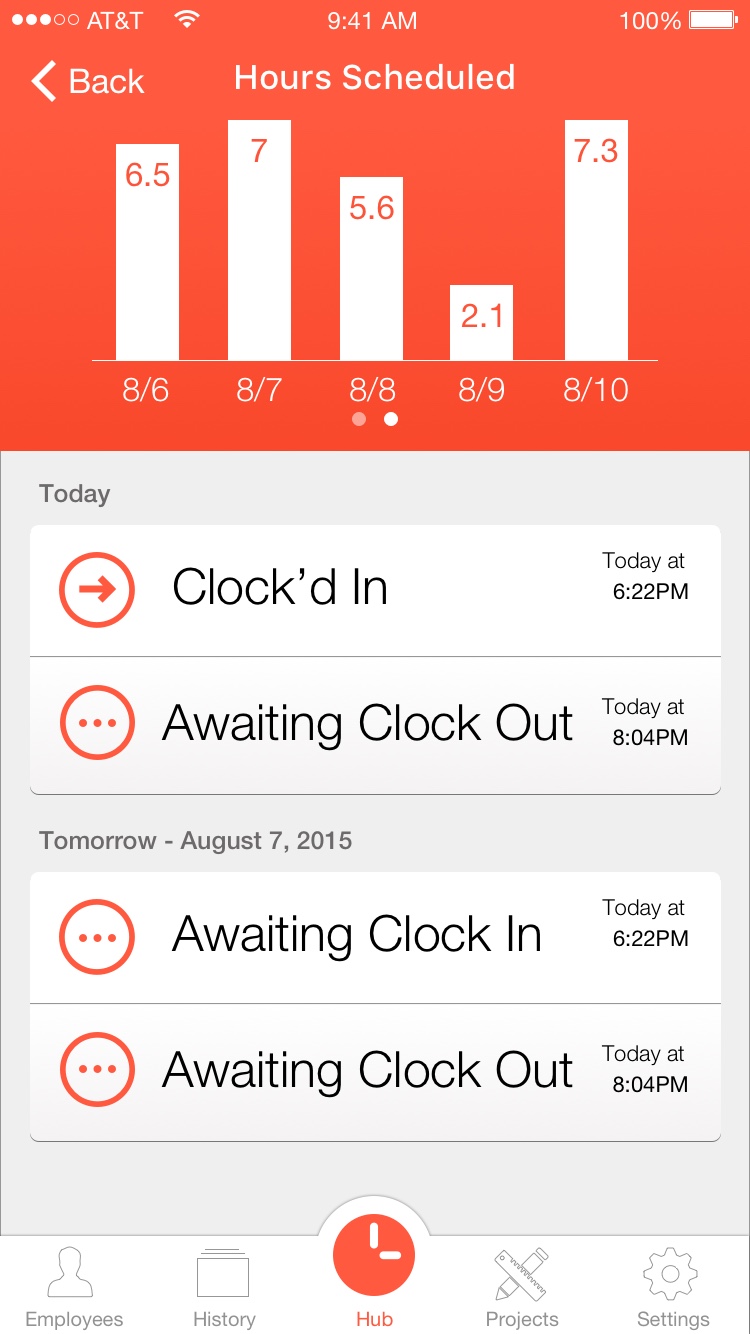 AT&T 9:41 AM 100%
Back Hours Scheduled
6.5 7 5.6 2.1 7.3
8/6 8/7 8/8 8/9 8/10
Today
Clock’d In
Today at
6:22PM
Awaiting Clock Out
Today at
8:04PM
Tomorrow - August 7, 2015
Awaiting Clock In
Today at
6:22PM
Awaiting Clock Out
Today at
8:04PM
Employees History Hub Projects Settings